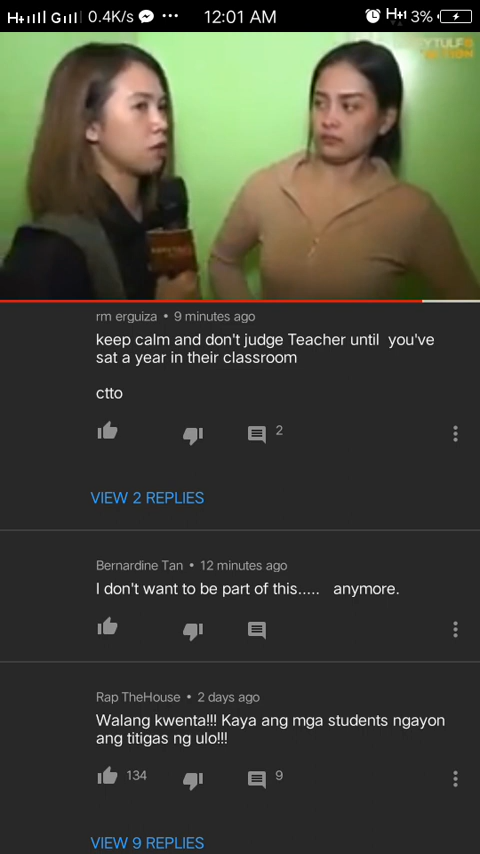 0.4K/s
12:01 AM
3%
rm erguiza • 9 minutes ago
keep calm and don't judge Teacher until you've
sat a year in their classroom
ctto
2
VIEW 2 REPLIES
Bernardine Tan • 12 minutes ago
I don't want to be part of this..... anymore.
Rap TheHouse • 2 days ago
Walang kwenta!!! Kaya ang mga students ngayon
ang titigas ng ulo!!!
134
9
VIEW 9 REPLIES